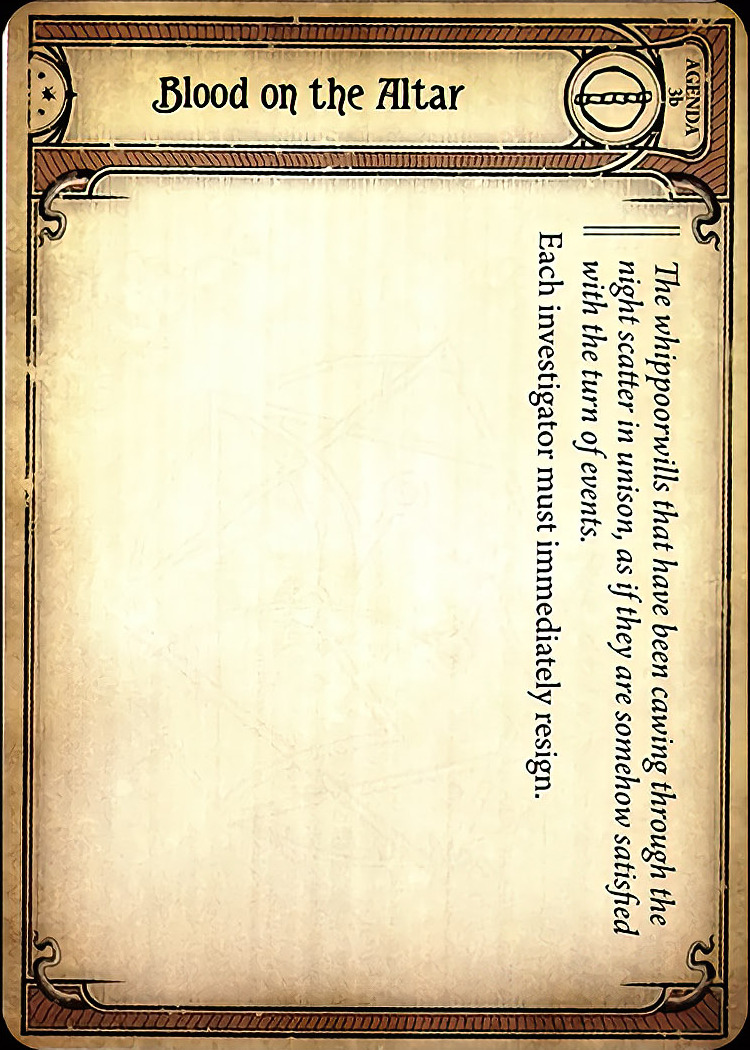 AGENDA
3b
Blood on the Altar
The whippoorwills that have been cawing through the
night scatter in unison, as if they are somehow satisfied
with the turn of events.
Each investigator must immediately resign.